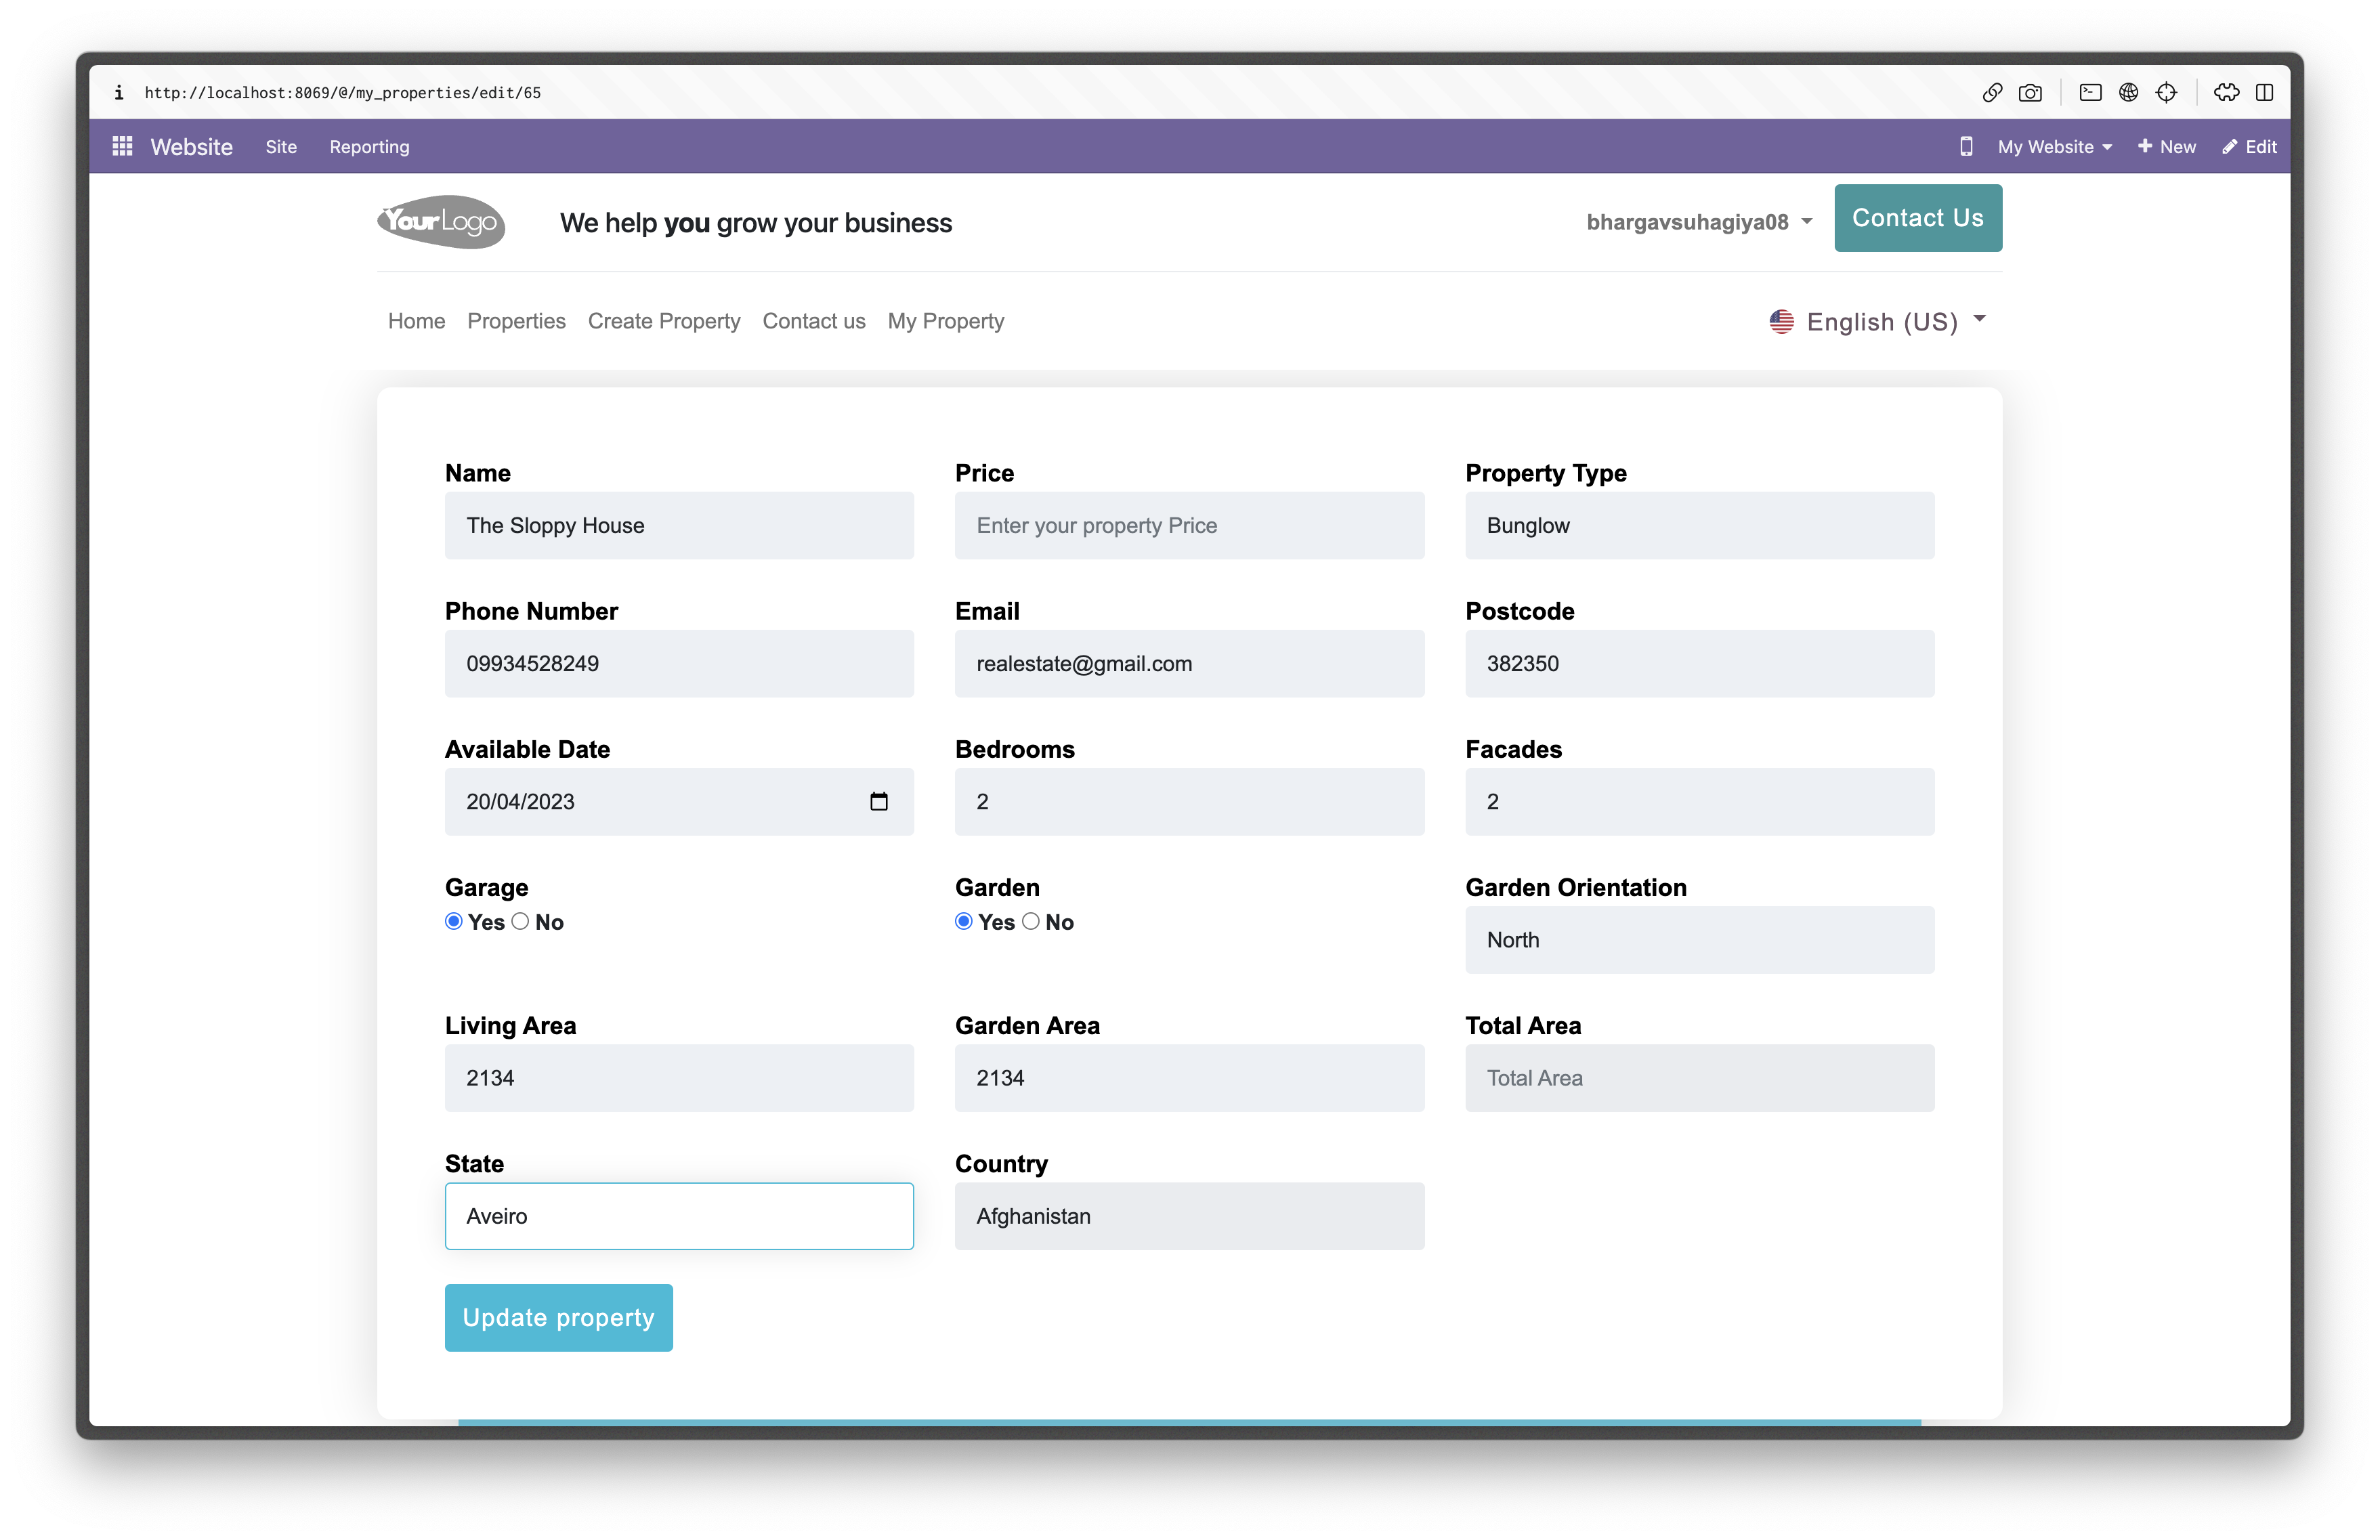 i http://localhost:8069/@/my_properties/edit/65
Website Site Reporting My Website + New Edit
YourLogo We help you grow your business bhargavsuhagiya08 Contact Us
Home Properties Create Property Contact us My Property English (US)
Name Price Property Type
The Sloppy House Enter your property Price Bunglow
Phone Number Email Postcode
09934528249 realestate@gmail.com 382350
Available Date Bedrooms Facades
20/04/2023 2 2
Garage Garden Garden Orientation
Yes No Yes No
North
Living Area Garden Area Total Area
2134 2134 Total Area
State Country
Aveiro Afghanistan
Update property